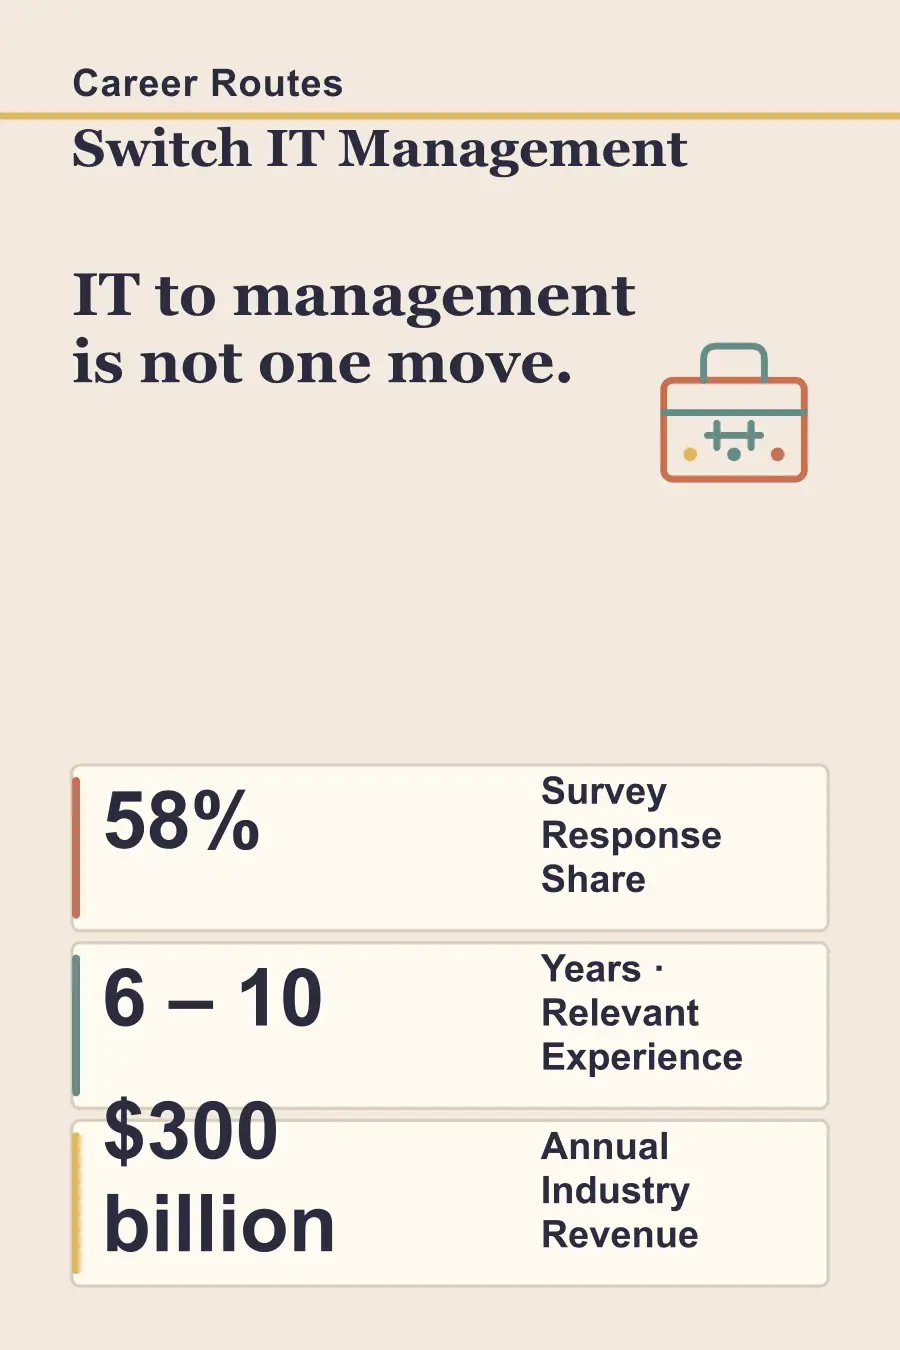 Career Routes
Switch IT Management
IT to management
is not one move.
58%
Survey
Response
Share
6 – 10
Years ·
Relevant
Experience
$300
billion
Annual
Industry
Revenue